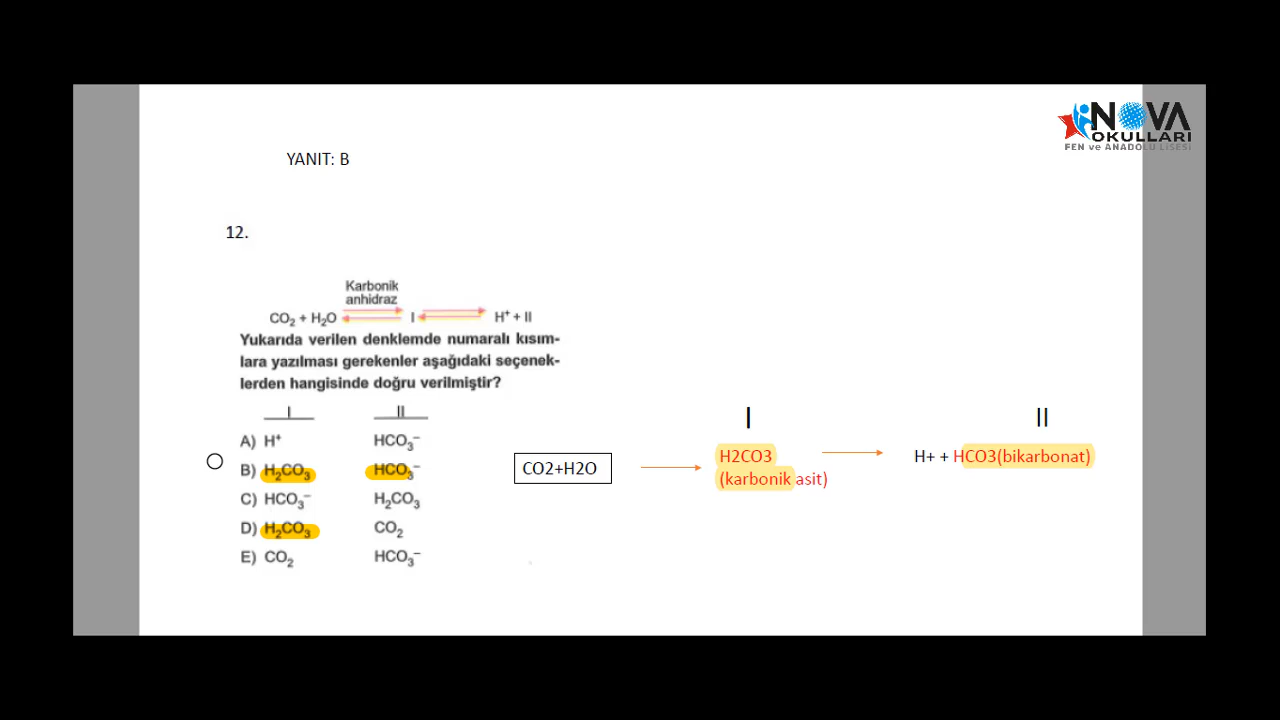 NOVA
OKULLARI
FEN ve ANADOLU LİSESİ
YANIT: B
12.
Karbonik
anhidraz
CO₂ + H₂O I H⁺ + II
Yukarıda verilen denklemde numaralı kısım-
lara yazılması gerekenler aşağıdaki seçenek-
lerden hangisinde doğru verilmiştir?
I II
A) H⁺ HCO₃⁻
B) H₂CO₃ HCO₃⁻
C) HCO₃⁻ H₂CO₃
D) H₂CO₃ CO₂
E) CO₂ HCO₃⁻
I II
CO2+H2O H2CO3 H+ + HCO3(bikarbonat)
(karbonik asit)